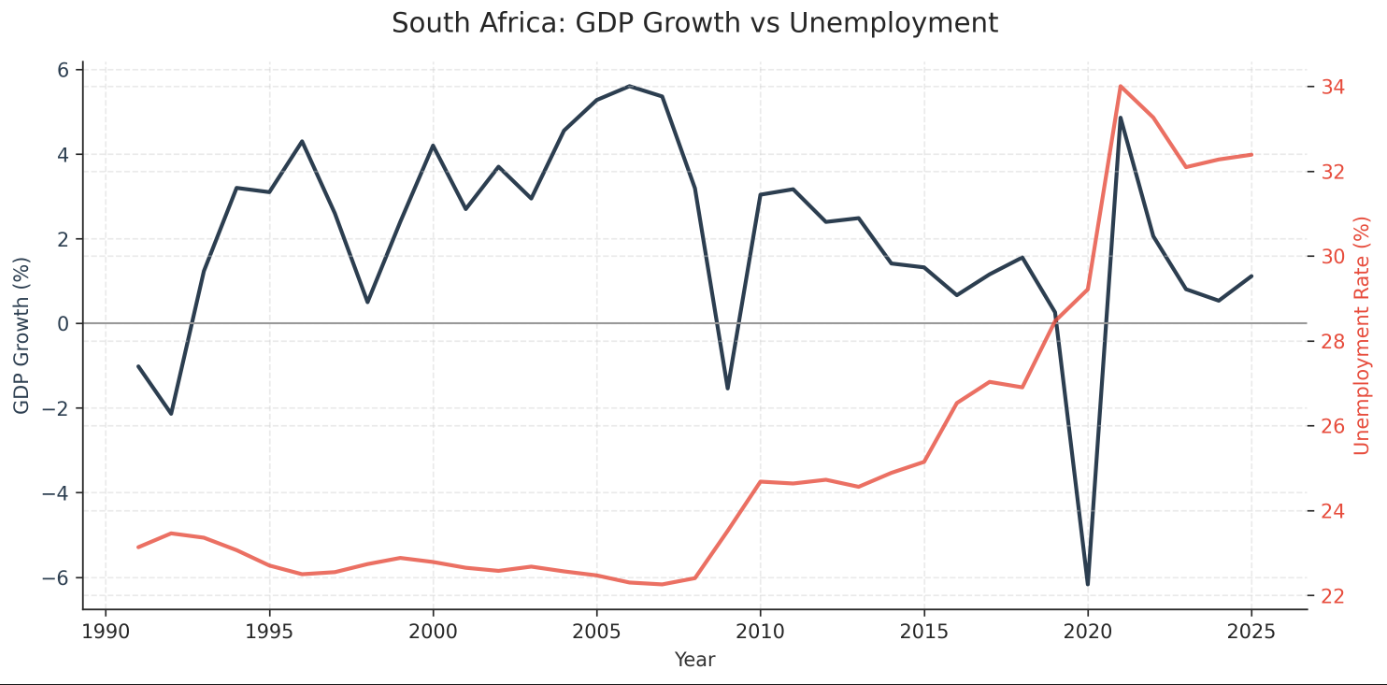 South Africa: GDP Growth vs Unemployment
GDP Growth (%)
6
4
2
0
−2
−4
−6
34
32
30
28
26
24
22
Unemployment Rate (%)
1990 1995 2000 2005 2010 2015 2020 2025
Year